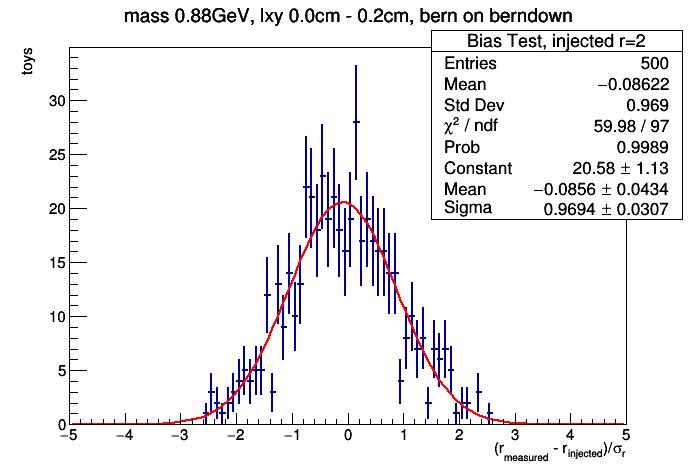 mass 0.88GeV, lxy 0.0cm - 0.2cm, bern on berndown
Bias Test, injected r=2
Entries 500
Mean −0.08622
Std Dev 0.969
χ² / ndf 59.98 / 97
Prob 0.9989
Constant 20.58 ± 1.13
Mean −0.0856 ± 0.0434
Sigma 0.9694 ± 0.0307
toys
30
25
20
15
10
5
0
−5 −4 −3 −2 −1 0 1 2 3 4 5
(r_measured - r_injected)/σ_r